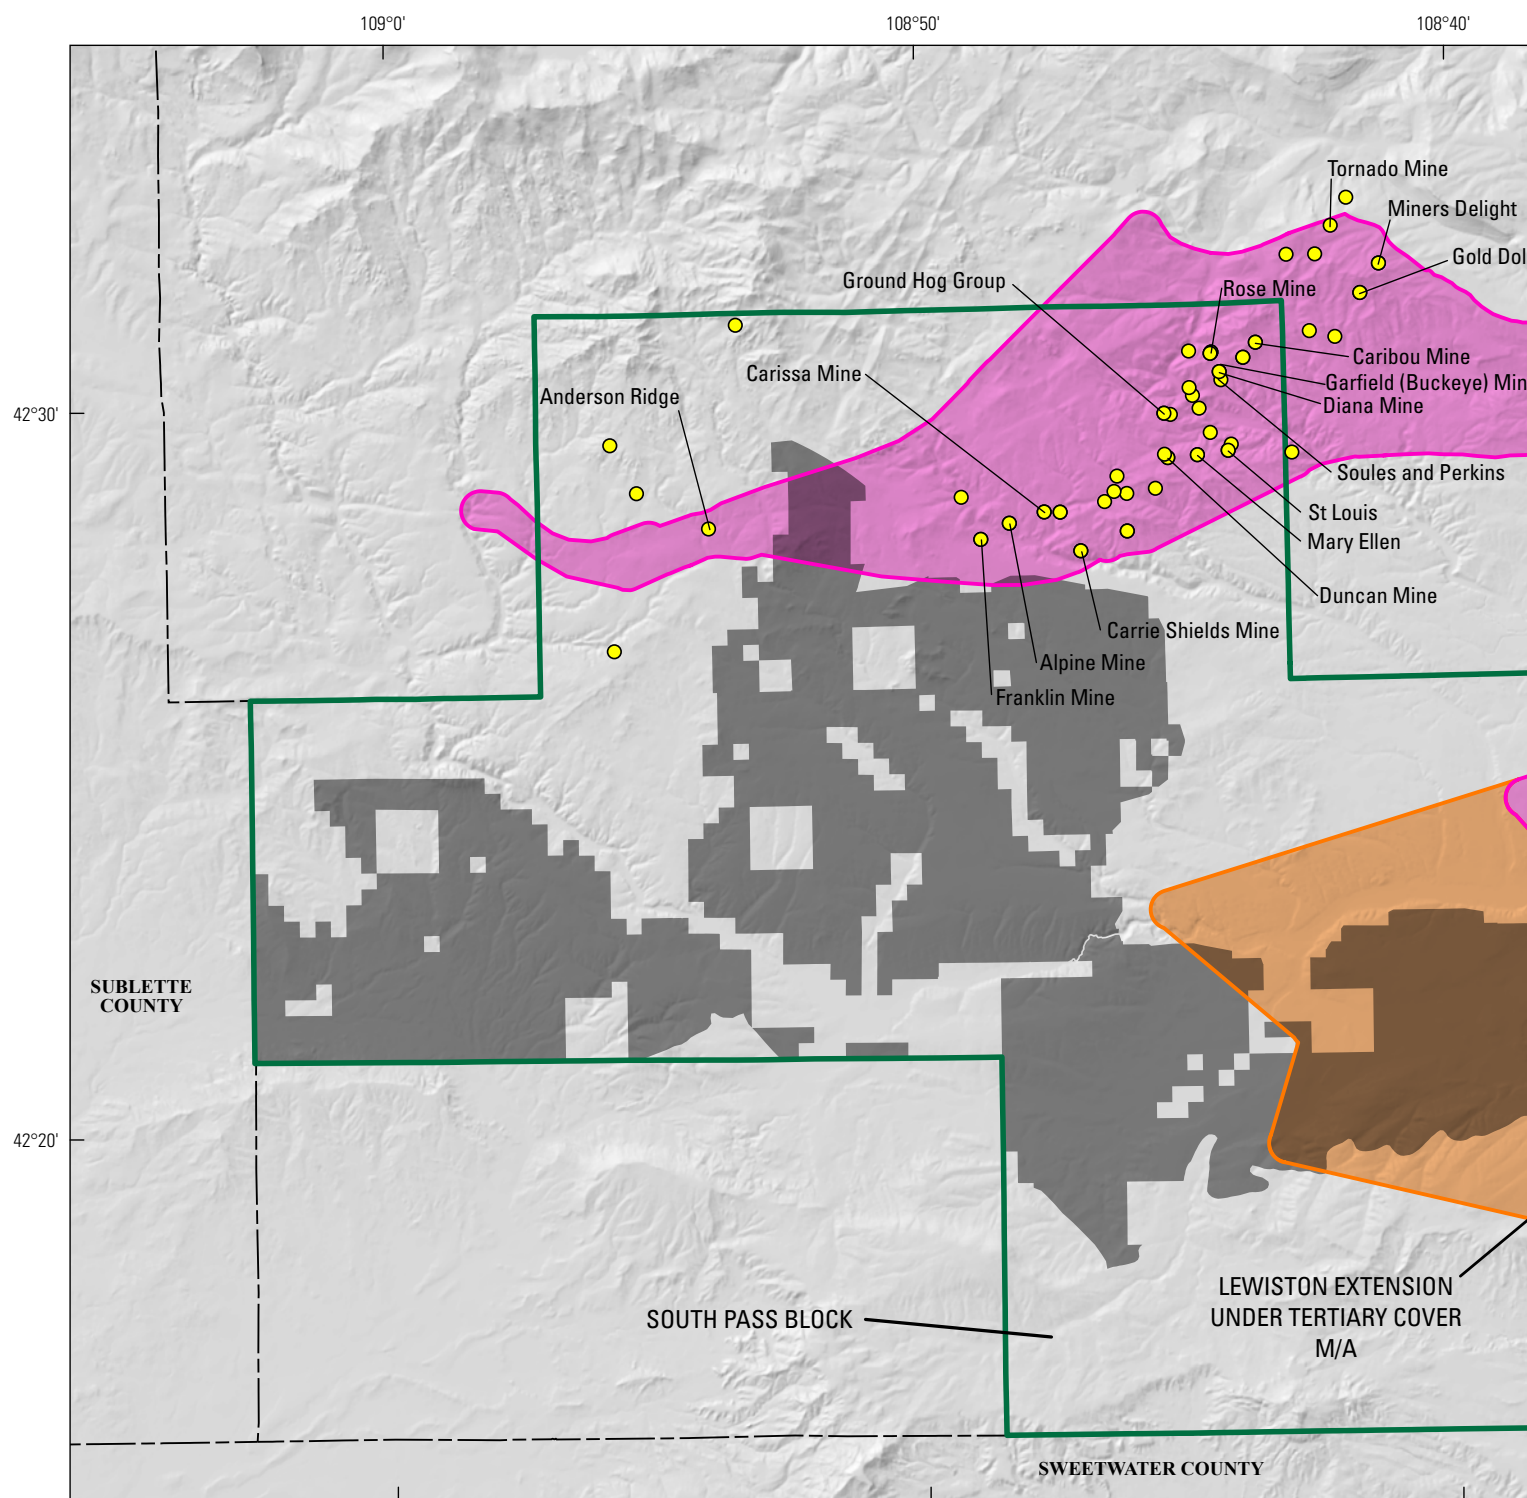 109°0'
108°50'
108°40'
Tornado Mine
Miners Delight
Gold Dol
Ground Hog Group
Rose Mine
Caribou Mine
Carissa Mine
Garfield (Buckeye) Min
Anderson Ridge
Diana Mine
42°30'
Soules and Perkins
St Louis
Mary Ellen
Duncan Mine
Carrie Shields Mine
Alpine Mine
Franklin Mine
SUBLETTE
COUNTY
42°20'
LEWISTON EXTENSION
UNDER TERTIARY COVER
M/A
SOUTH PASS BLOCK
SWEETWATER COUNTY